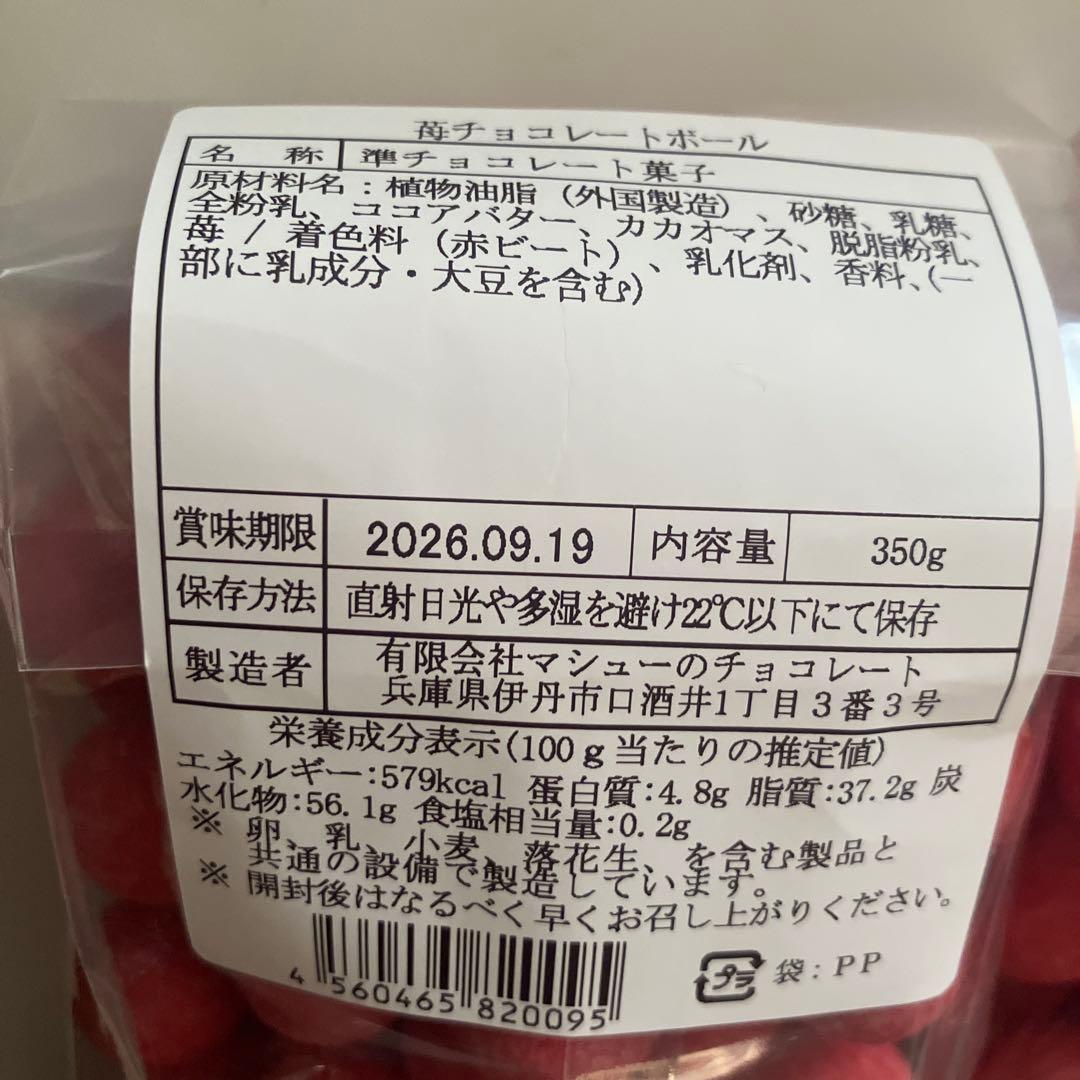 苺チョコレートボール
名 称 準チョコレート菓子
原材料名：植物油脂（外国製造）、砂糖、乳糖、
全粉乳、ココアバター、カカオマス、脱脂粉乳、
苺 / 着色料（赤ビート）、乳化剤、香料、(一
部に乳成分・大豆を含む)
賞味期限 2026.09.19 内容量 350g
保存方法 直射日光や多湿を避け22℃以下にて保存
製造者 有限会社マシューのチョコレート
兵庫県伊丹市口酒井1丁目3番3号
栄養成分表示(100g当たりの推定値)
エネルギー:579kcal 蛋白質:4.8g 脂質:37.2g 炭
水化物:56.1g 食塩相当量:0.2g
※ 卵、乳、小麦、落花生、を含む製品と
共通の設備で製造しています。
※ 開封後はなるべく早くお召し上がりください。
プラ 袋：PP
4 560465 820095